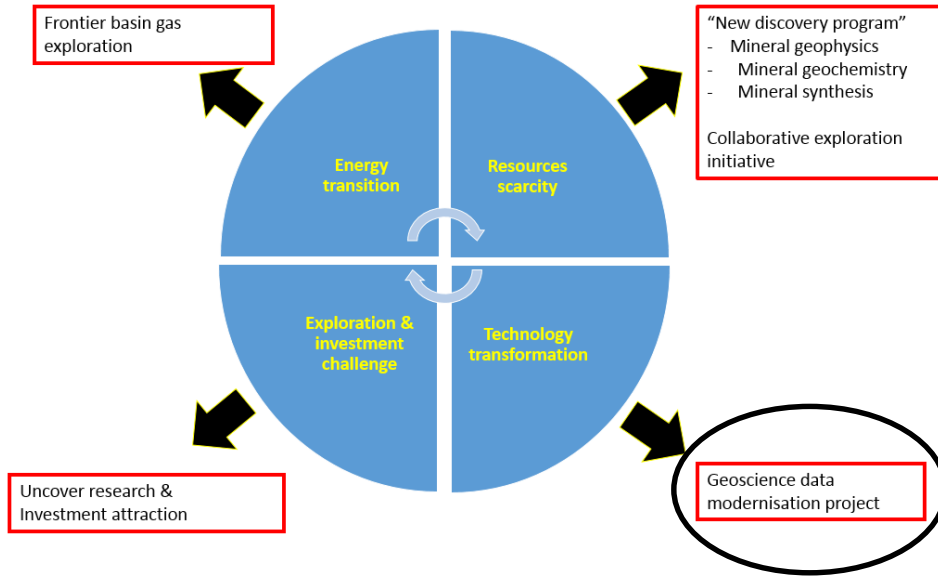 Frontier basin gas
exploration
“New discovery program”
- Mineral geophysics
- Mineral geochemistry
- Mineral synthesis
Collaborative exploration
initiative
Energy
transition
Resources
scarcity
Exploration &
investment
challenge
Technology
transformation
Uncover research &
Investment attraction
Geoscience data
modernisation project